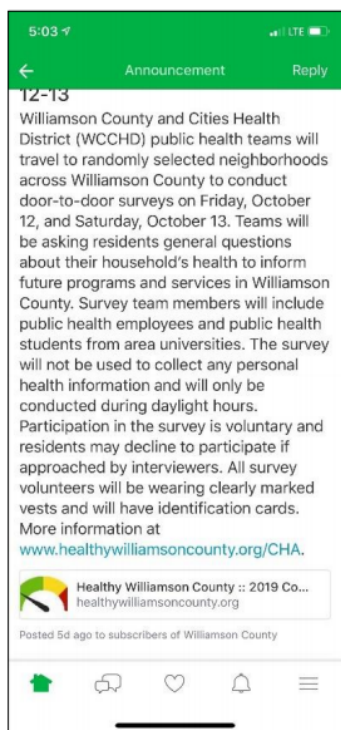 5:03
LTE
Announcement
Reply
12-13
Williamson County and Cities Health
District (WCCHD) public health teams will
travel to randomly selected neighborhoods
across Williamson County to conduct
door-to-door surveys on Friday, October
12, and Saturday, October 13. Teams will
be asking residents general questions
about their household's health to inform
future programs and services in Williamson
County. Survey team members will include
public health employees and public health
students from area universities. The survey
will not be used to collect any personal
health information and will only be
conducted during daylight hours.
Participation in the survey is voluntary and
residents may decline to participate if
approached by interviewers. All survey
volunteers will be wearing clearly marked
vests and will have identification cards.
More information at
www.healthywilliamsoncounty.org/CHA.
Healthy Williamson County :: 2019 Co...
healthywilliamsoncounty.org
Posted 5d ago to subscribers of Williamson County